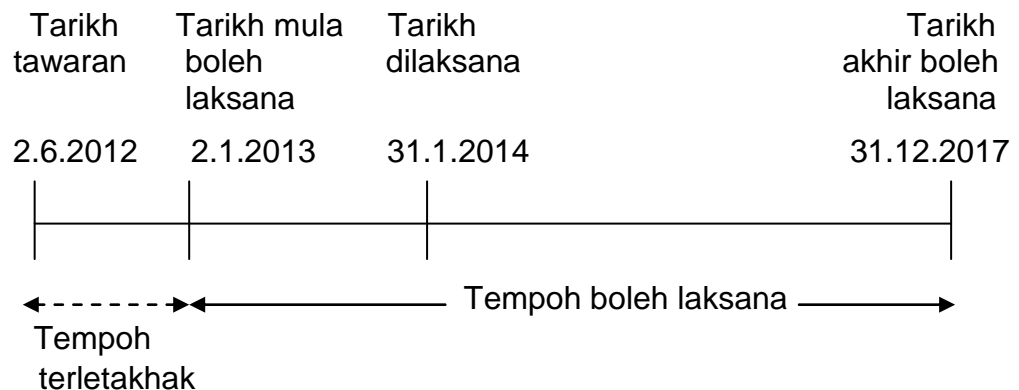 Tarikh tawaran
Tarikh mula boleh laksana
Tarikh dilaksana
Tarikh akhir boleh laksana
2.6.2012 2.1.2013 31.1.2014 31.12.2017
Tempoh boleh laksana
Tempoh terletakhak